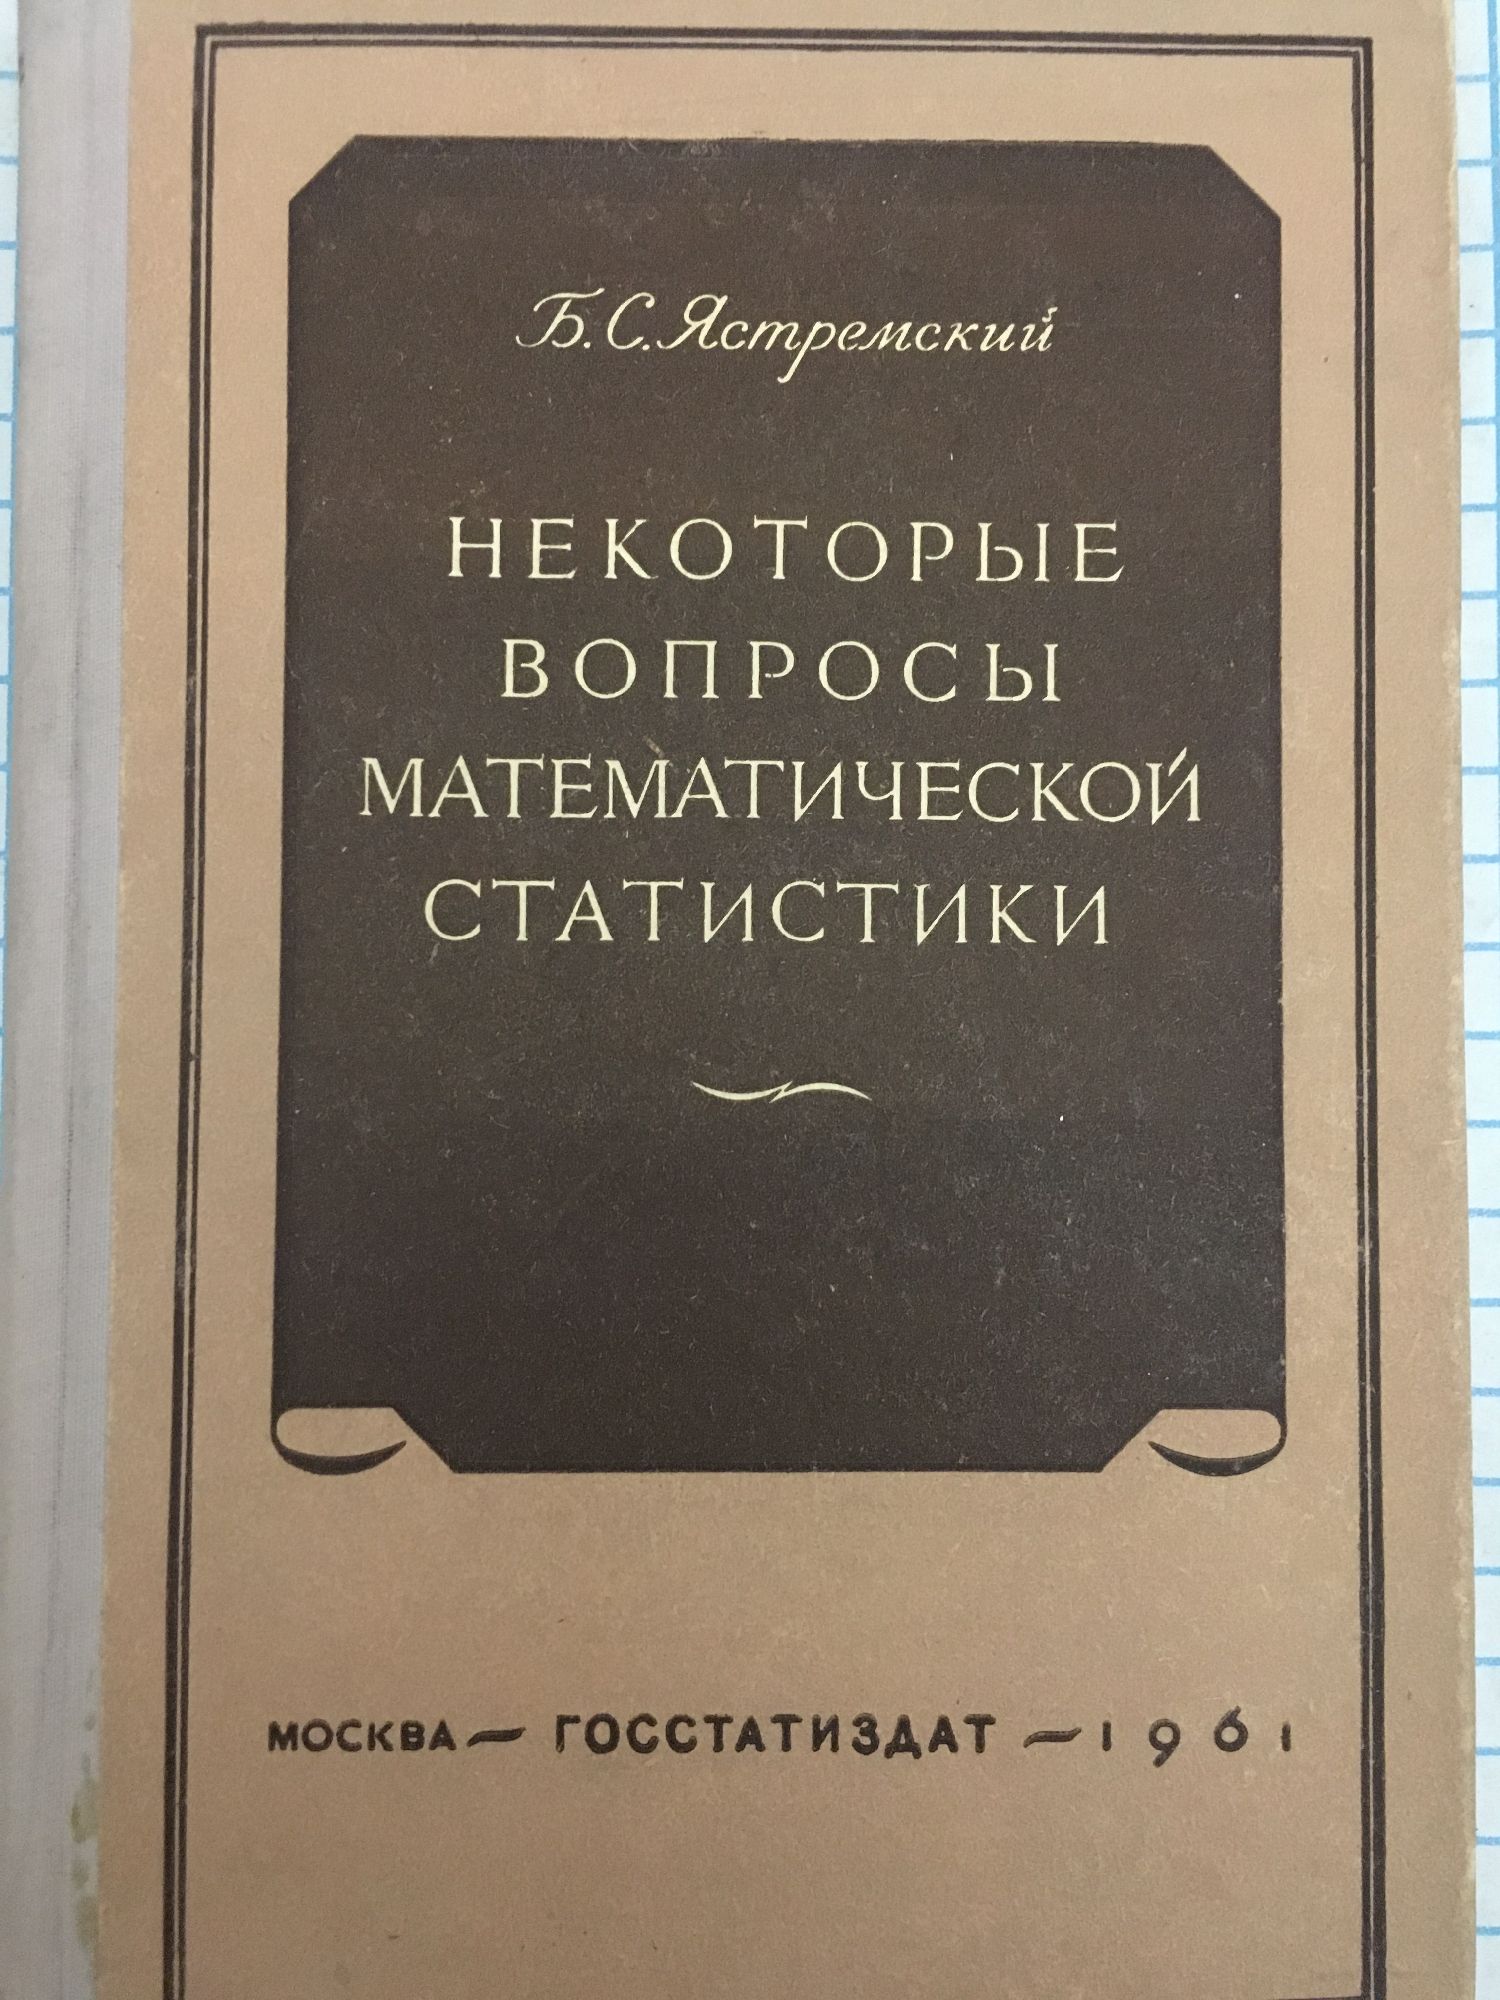 Б. С. Ястремский
НЕКОТОРЫЕ
ВОПРОСЫ
МАТЕМАТИЧЕСКОЙ
СТАТИСТИКИ
МОСКВА — ГОССТАТИЗДАТ — 1961